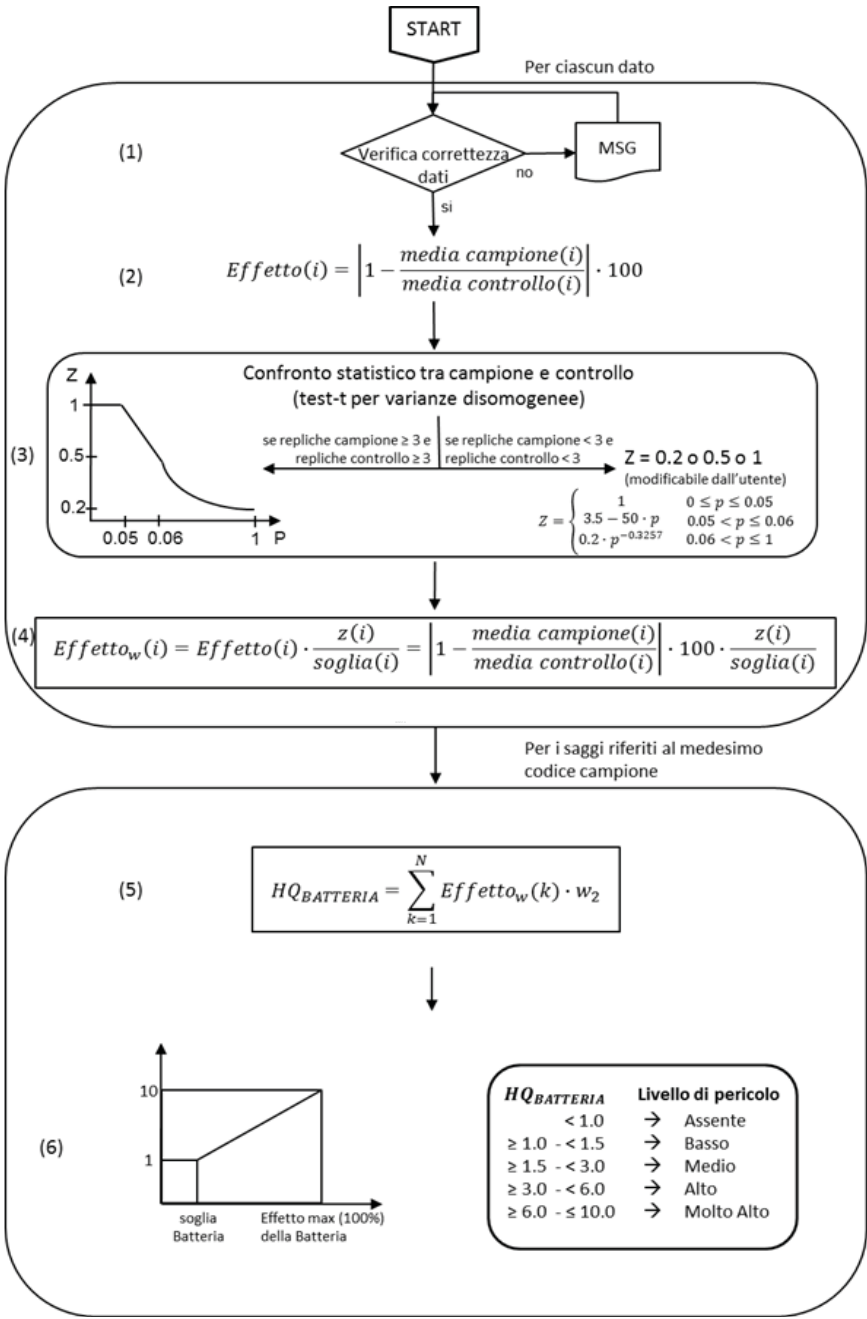 START
Per ciascun dato
(1)
Verifica correttezza
dati
no
MSG
si
(2)
Effetto(i) = |1 − media campione(i) / media controllo(i)| · 100
(3)
Confronto statistico tra campione e controllo
(test-t per varianze disomogenee)
Z
1
0.5
0.2
0.05 0.06 1 P
se repliche campione ≥ 3 e
repliche controllo ≥ 3
se repliche campione < 3 e
repliche controllo < 3
Z = 0.2 o 0.5 o 1
(modificabile dall'utente)
Z = {
1 0 ≤ p ≤ 0.05
3.5 − 50 · p 0.05 < p ≤ 0.06
0.2 · p^−0.3257 0.06 < p ≤ 1
(4)
Effetto_w(i) = Effetto(i) · z(i) / soglia(i) = |1 − media campione(i) / media controllo(i)| · 100 · z(i) / soglia(i)
Per i saggi riferiti al medesimo
codice campione
(5)
HQ_BATTERIA = ∑_{k=1}^{N} Effetto_w(k) · w_2
(6)
10
1
soglia
Batteria
Effetto max (100%)
della Batteria
HQ_BATTERIA Livello di pericolo
< 1.0 → Assente
≥ 1.0 - < 1.5 → Basso
≥ 1.5 - < 3.0 → Medio
≥ 3.0 - < 6.0 → Alto
≥ 6.0 - ≤ 10.0 → Molto Alto